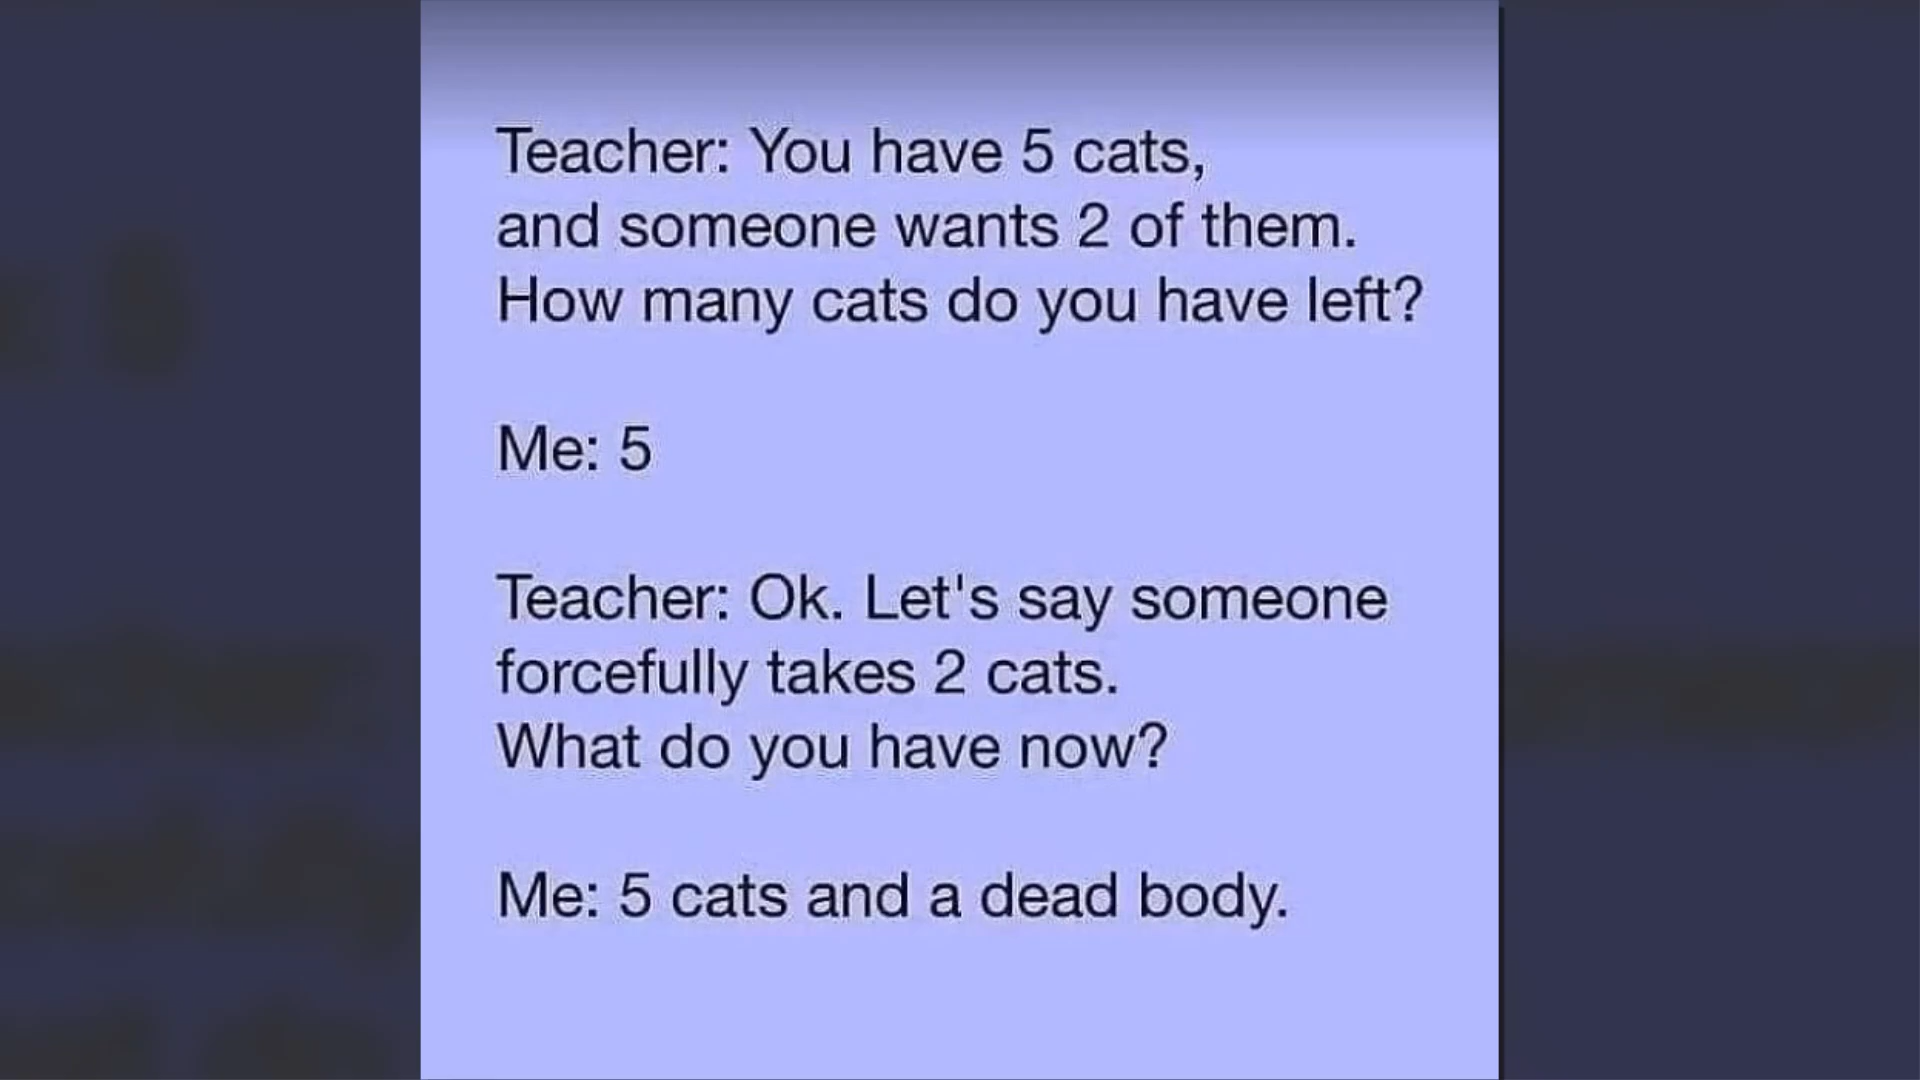 Teacher: You have 5 cats,
and someone wants 2 of them.
How many cats do you have left?
Me: 5
Teacher: Ok. Let's say someone
forcefully takes 2 cats.
What do you have now?
Me: 5 cats and a dead body.